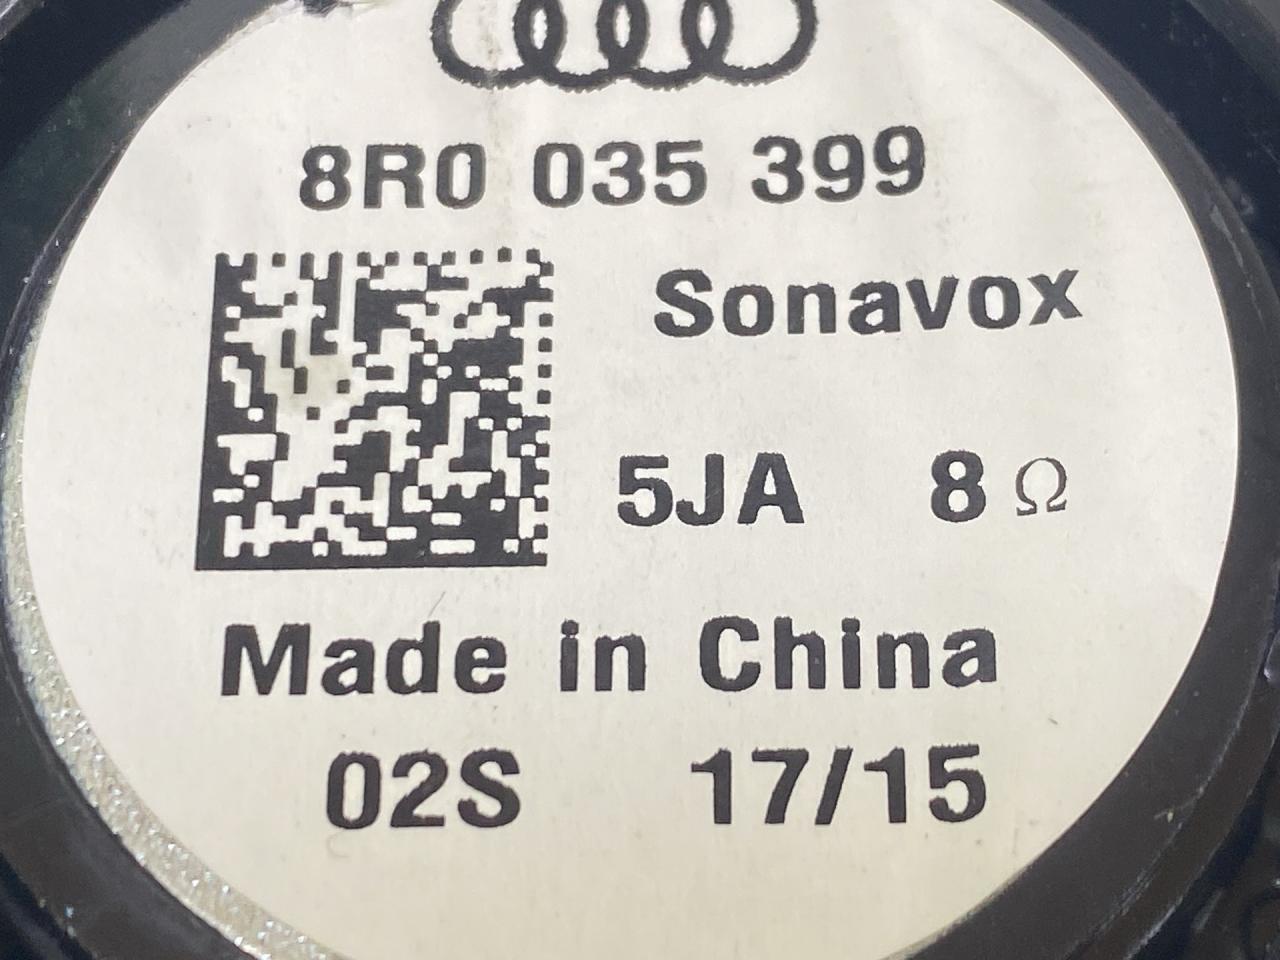 8R0 035 399
Sonavox
5JA 8 Ω
Made in China
02S 17/15